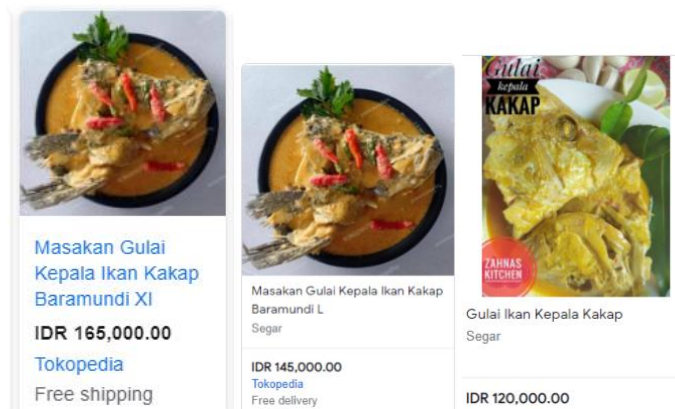 Masakan Gulai
Kepala Ikan Kakap
Baramundi Xl
IDR 165,000.00
Tokopedia
Free shipping
Masakan Gulai Kepala Ikan Kakap
Baramundi L
Segar
IDR 145,000.00
Tokopedia
Free delivery
Gulai
kepala
KAKAP
ZAHNAS
KITCHEN
Gulai Ikan Kepala Kakap
Segar
IDR 120,000.00